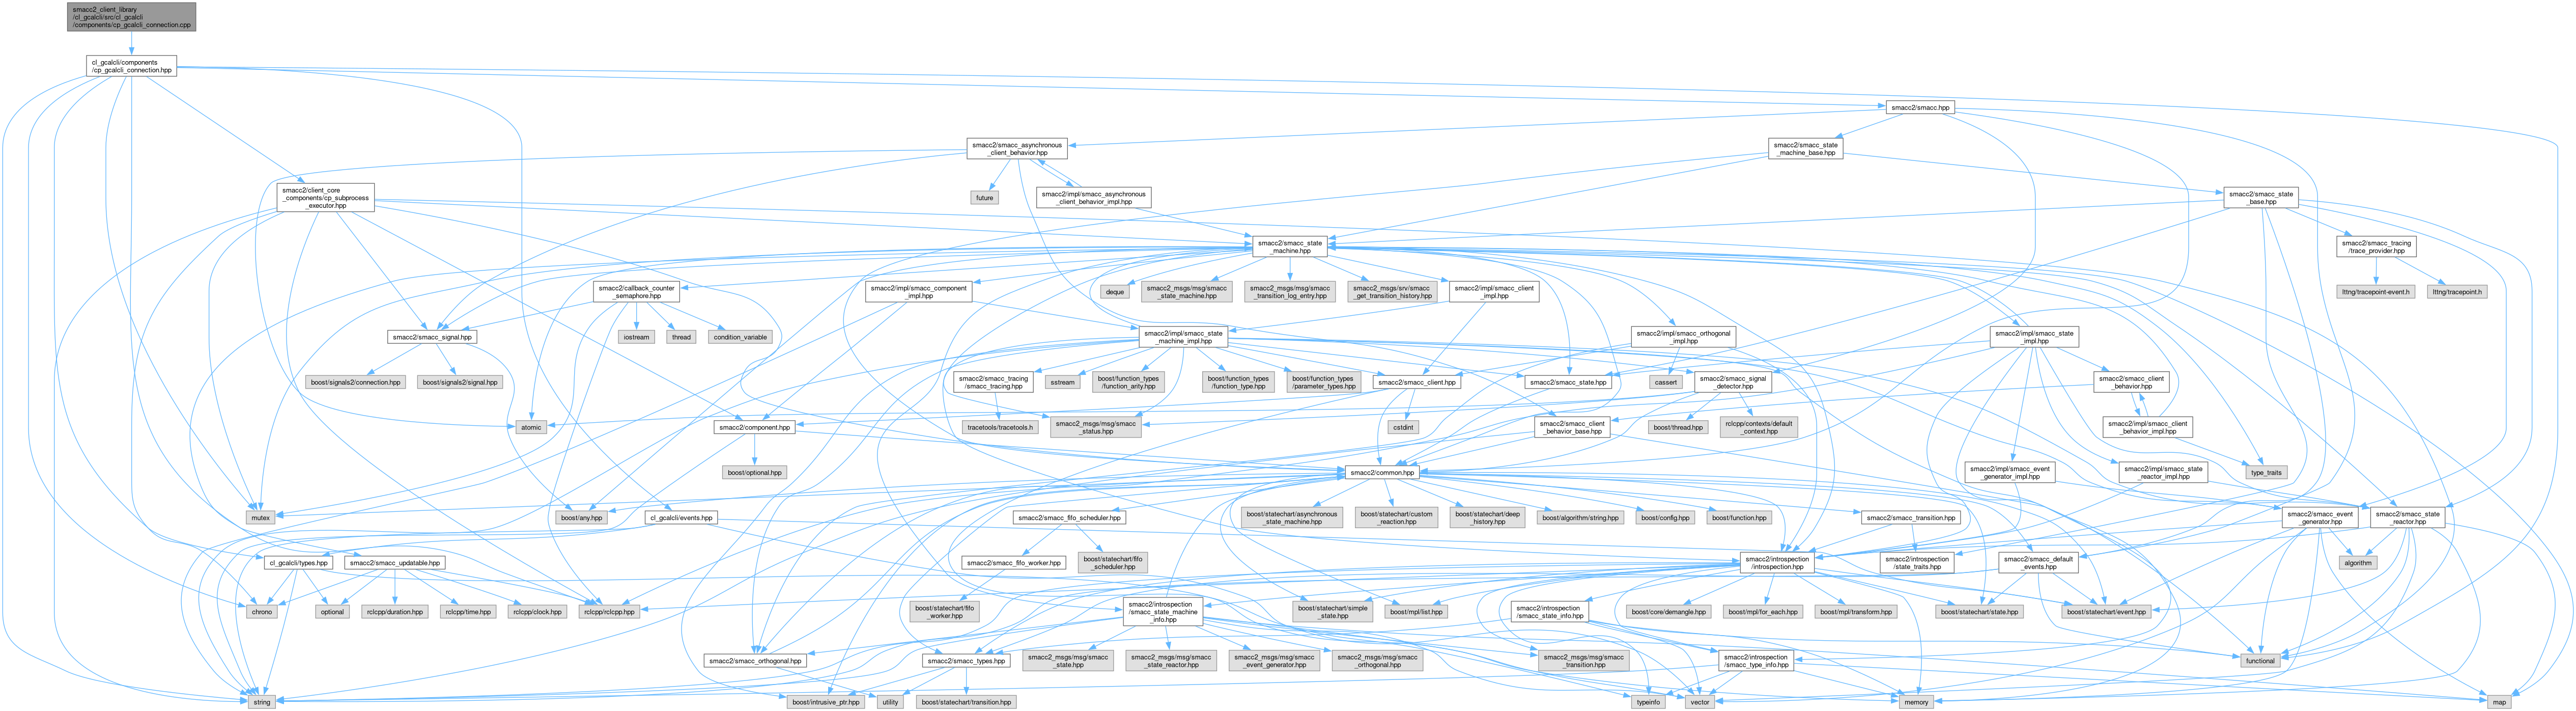 smacc2_client_library
/cl_gcalcli/src/cl_gcalcli
/components/cp_gcalcli_connection.cpp
cl_gcalcli/components
/cp_gcalcli_connection.hpp
smacc2/smacc.hpp
smacc2/smacc_asynchronous
_client_behavior.hpp
smacc2/smacc_state
_machine_base.hpp
smacc2/client_core
_components/cp_subprocess
_executor.hpp
future
smacc2/impl/smacc_asynchronous
_client_behavior_impl.hpp
smacc2/smacc_state
_base.hpp
smacc2/smacc_state
_machine.hpp
smacc2/smacc_tracing
/trace_provider.hpp
smacc2/callback_counter
_semaphore.hpp
smacc2/impl/smacc_component
_impl.hpp
deque
smacc2_msgs/msg/smacc
_state_machine.hpp
smacc2_msgs/msg/smacc
_transition_log_entry.hpp
smacc2_msgs/srv/smacc
_get_transition_history.hpp
smacc2/impl/smacc_client
_impl.hpp
lttng/tracepoint-event.h
lttng/tracepoint.h
smacc2/smacc_signal.hpp
iostream
thread
condition_variable
smacc2/impl/smacc_state
_machine_impl.hpp
smacc2/impl/smacc_orthogonal
_impl.hpp
smacc2/impl/smacc_state
_impl.hpp
boost/signals2/connection.hpp
boost/signals2/signal.hpp
smacc2/smacc_tracing
/smacc_tracing.hpp
sstream
boost/function_types
/function_arity.hpp
boost/function_types
/function_type.hpp
boost/function_types
/parameter_types.hpp
smacc2/smacc_client.hpp
smacc2/smacc_state.hpp
cassert
smacc2/smacc_signal
_detector.hpp
smacc2/smacc_client
_behavior.hpp
atomic
atomic
smacc2/component.hpp
tracetools/tracetools.h
smacc2_msgs/msg/smacc
_status.hpp
cstdint
smacc2/smacc_client
_behavior_base.hpp
boost/thread.hpp
rclcpp/contexts/default
_context.hpp
smacc2/impl/smacc_client
_behavior_impl.hpp
boost/optional.hpp
smacc2/common.hpp
smacc2/impl/smacc_event
_generator_impl.hpp
smacc2/impl/smacc_state
_reactor_impl.hpp
type_traits
mutex
boost/any.hpp
cl_gcalcli/events.hpp
smacc2/smacc_fifo_scheduler.hpp
boost/statechart/asynchronous
_state_machine.hpp
boost/statechart/custom
_reaction.hpp
boost/statechart/deep
_history.hpp
boost/algorithm/string.hpp
boost/config.hpp
boost/function.hpp
smacc2/smacc_transition.hpp
smacc2/smacc_event
_generator.hpp
smacc2/smacc_state
_reactor.hpp
cl_gcalcli/types.hpp
smacc2/smacc_updatable.hpp
smacc2/smacc_fifo_worker.hpp
boost/statechart/fifo
_scheduler.hpp
smacc2/introspection
/introspection.hpp
smacc2/introspection
/state_traits.hpp
smacc2/smacc_default
_events.hpp
algorithm
chrono
chrono
optional
rclcpp/duration.hpp
rclcpp/time.hpp
rclcpp/clock.hpp
rclcpp/rclcpp.hpp
boost/statechart/fifo
_worker.hpp
smacc2/introspection
/smacc_state_machine
_info.hpp
boost/statechart/simple
_state.hpp
boost/mpl/list.hpp
smacc2/introspection
/smacc_state_info.hpp
boost/core/demangle.hpp
boost/mpl/for_each.hpp
boost/mpl/transform.hpp
boost/statechart/state.hpp
boost/statechart/event.hpp
smacc2/smacc_orthogonal.hpp
smacc2/smacc_types.hpp
smacc2_msgs/msg/smacc
_state.hpp
smacc2_msgs/msg/smacc
_state_reactor.hpp
smacc2_msgs/msg/smacc
_event_generator.hpp
smacc2_msgs/msg/smacc
_orthogonal.hpp
smacc2_msgs/msg/smacc
_transition.hpp
smacc2/introspection
/smacc_type_info.hpp
functional
string
boost/intrusive_ptr.hpp
utility
boost/statechart/transition.hpp
typeinfo
vector
memory
map